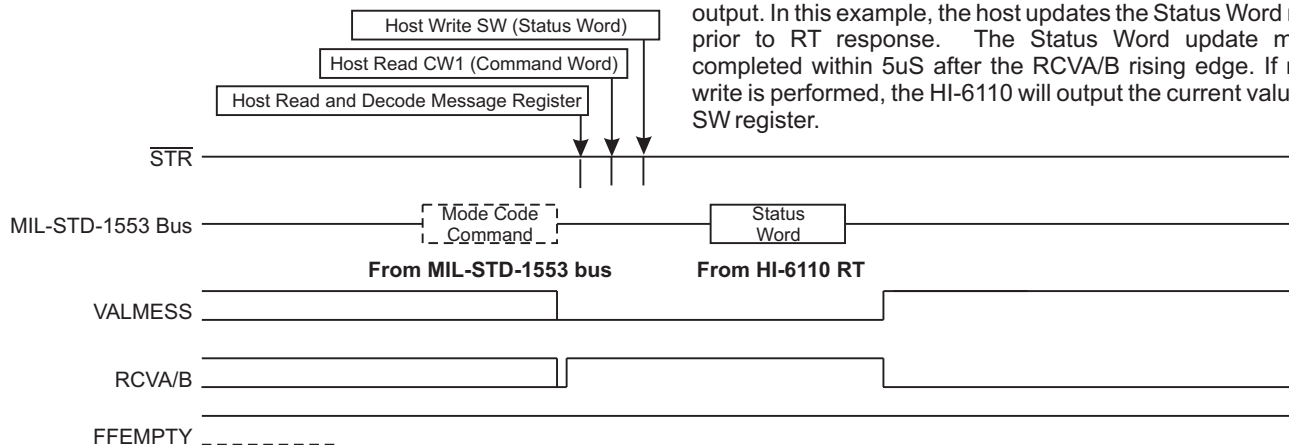 output. In this example, the host updates the Status Word
prior to RT response. The Status Word update
completed within 5uS after the RCVA/B rising edge. If
write is performed, the HI-6110 will output the current
SW register.
Host Write SW (Status Word)
Host Read CW1 (Command Word)
Host Read and Decode Message Register
STR
MIL-STD-1553 Bus
Mode Code
Command
Status
Word
From MIL-STD-1553 bus
From HI-6110 RT
VALMESS
RCVA/B
FFEMPTY